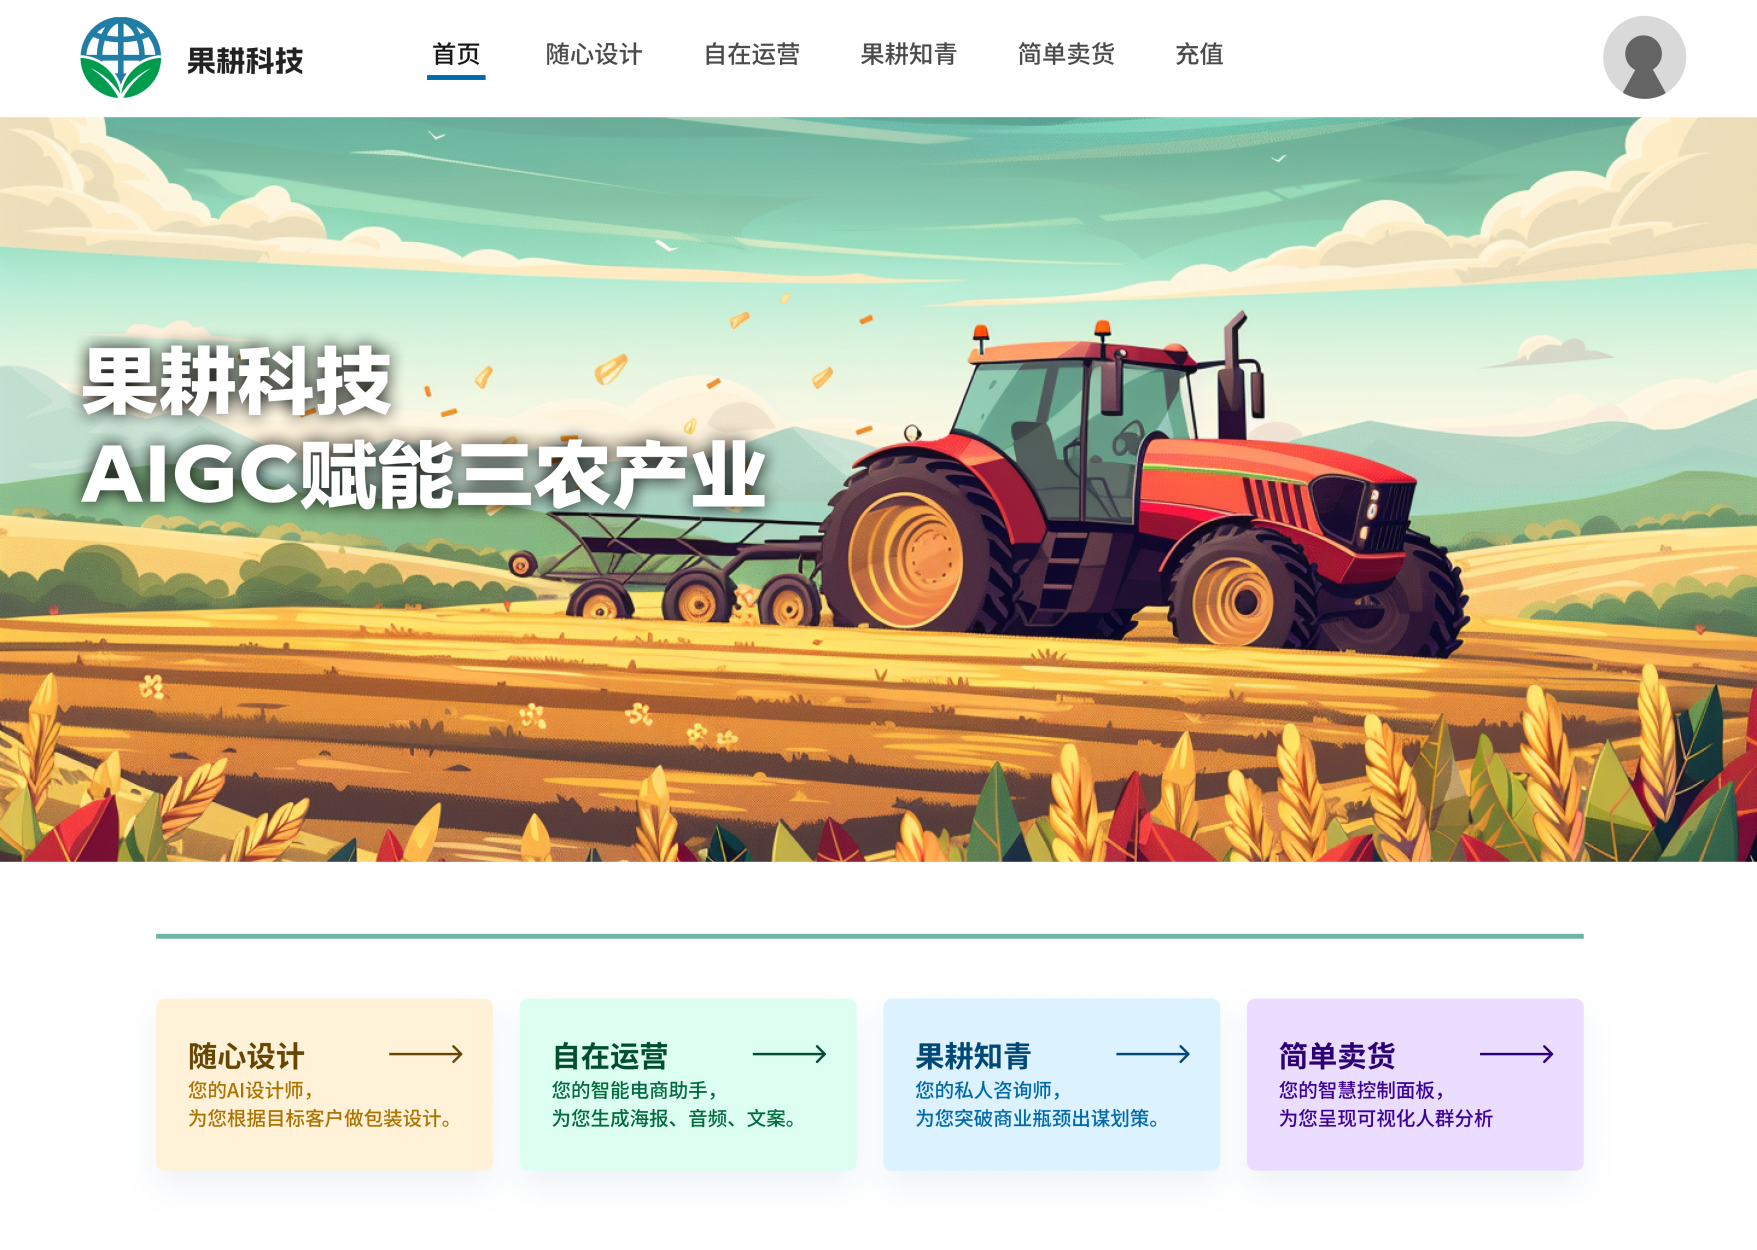 果耕科技
首页
随心设计
自在运营
果耕知青
简单卖货
充值
果耕科技
AIGC赋能三农产业
随心设计
您的AI设计师，
为您根据目标客户做包装设计。
自在运营
您的智能电商助手，
为您生成海报、音频、文案。
果耕知青
您的私人咨询师，
为您突破商业瓶颈出谋划策。
简单卖货
您的智慧控制面板，
为您呈现可视化人群分析